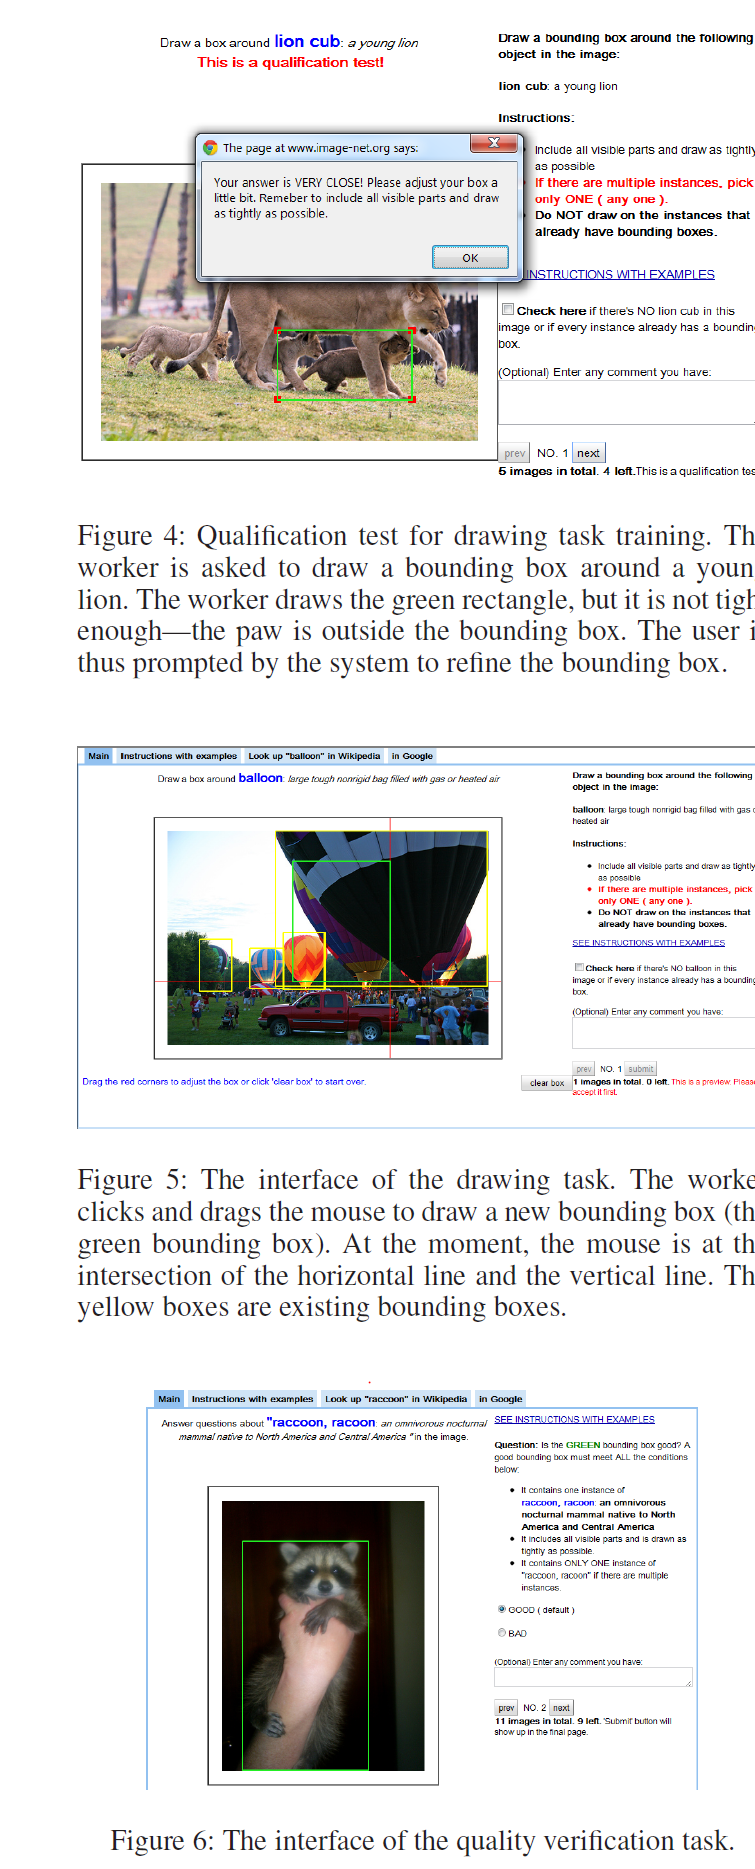 Draw a box around lion cub: a young lion
This is a qualification test!
Draw a bounding box around the following
object in the image:
lion cub: a young lion
Instructions:
Include all visible parts and draw as tightly
as possible
If there are multiple instances, pick
only ONE ( any one ).
Do NOT draw on the instances that
already have bounding boxes.
INSTRUCTIONS WITH EXAMPLES
Check here if there's NO lion cub in this
image or if every instance already has a bounding
box.
(Optional) Enter any comment you have:
prev NO. 1 next
5 images in total. 4 left.This is a qualification tes
The page at www.image-net.org says:
Your answer is VERY CLOSE! Please adjust your box a
little bit. Remeber to include all visible parts and draw
as tightly as possible.
OK
Figure 4: Qualification test for drawing task training. Th
worker is asked to draw a bounding box around a youn
lion. The worker draws the green rectangle, but it is not tigh
enough—the paw is outside the bounding box. The user i
thus prompted by the system to refine the bounding box.
Main Instructions with examples Look up "balloon" in Wikipedia in Google
Draw a box around balloon: large tough nonrigid bag filled with gas or heated air
Draw a bounding box around the following
object in the image:
balloon: large tough nonrigid bag filled with gas o
heated air
Instructions:
Include all visible parts and draw as tightly
as possible
If there are multiple instances, pick
only ONE ( any one ).
Do NOT draw on the instances that
already have bounding boxes.
SEE INSTRUCTIONS WITH EXAMPLES
Check here if there's NO balloon in this
image or if every instance already has a bounding
box.
(Optional) Enter any comment you have:
prev NO. 1 submit
1 images in total. 0 left. This is a preview. Please
accept it first.
Drag the red corners to adjust the box or click 'clear box' to start over.
clear box
Figure 5: The interface of the drawing task. The worke
clicks and drags the mouse to draw a new bounding box (th
green bounding box). At the moment, the mouse is at th
intersection of the horizontal line and the vertical line. Th
yellow boxes are existing bounding boxes.
Main Instructions with examples Look up "raccoon" in Wikipedia in Google
Answer questions about "raccoon, racoon: an omnivorous nocturnal
mammal native to North America and Central America " in the image.
SEE INSTRUCTIONS WITH EXAMPLES
Question: Is the GREEN bounding box good? A
good bounding box must meet ALL the conditions
below:
It contains one instance of
raccoon, racoon: an omnivorous
nocturnal mammal native to North
America and Central America
It includes all visible parts and is drawn as
tightly as possible.
It contains ONLY ONE instance of
"raccoon, racoon" if there are multiple
instances.
GOOD ( default )
BAD
(Optional) Enter any comment you have:
prev NO. 2 next
11 images in total. 9 left. 'Submit' button will
show up in the final page.
Figure 6: The interface of the quality verification task.